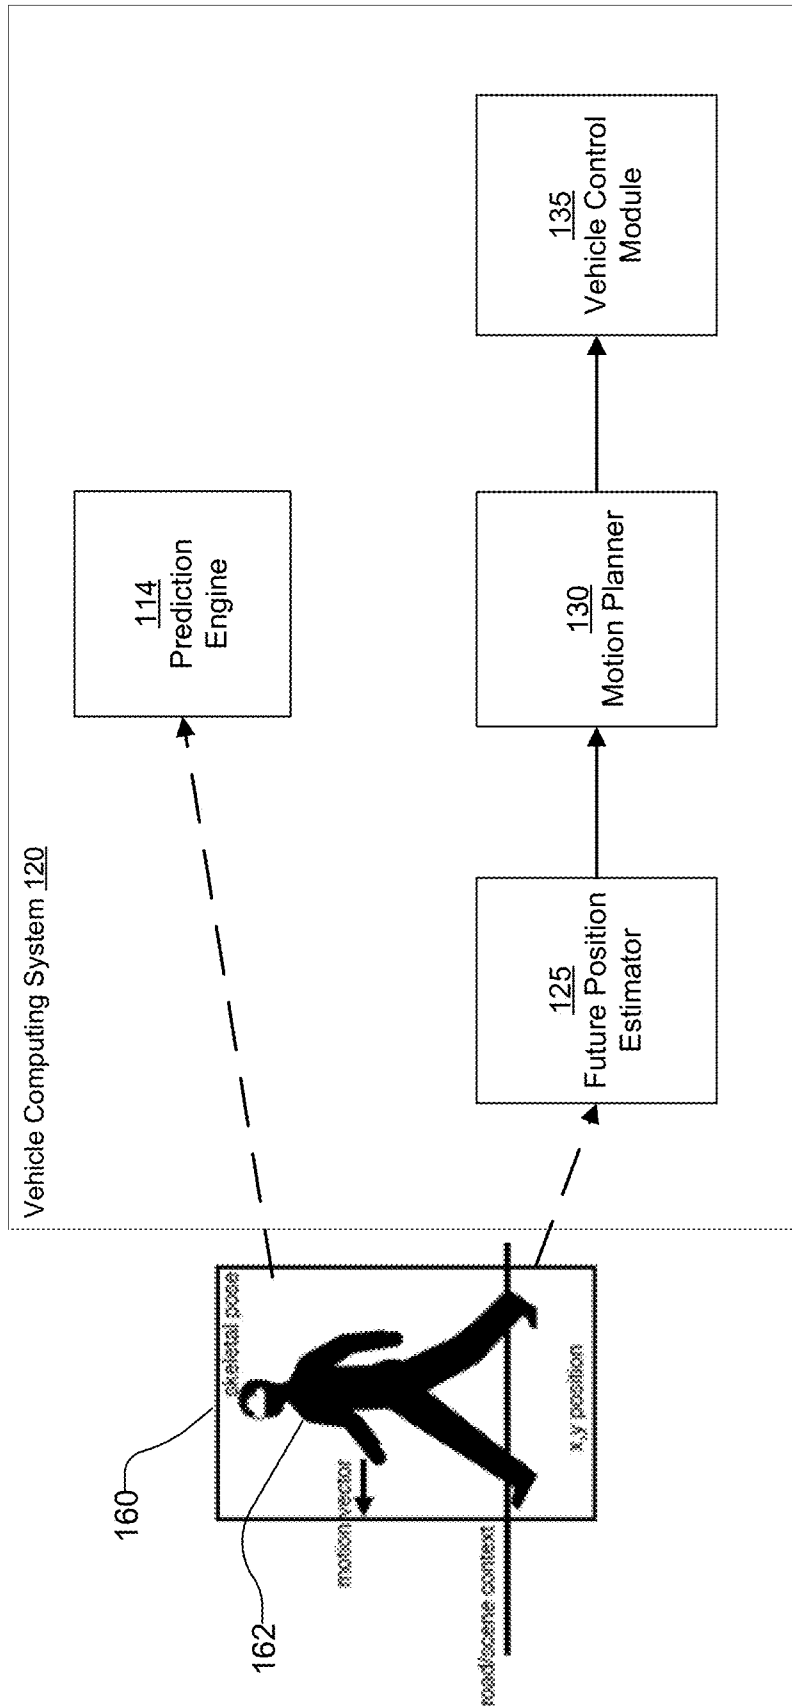 Vehicle Computing System 120
114
Prediction
Engine
125
Future Position
Estimator
130
Motion Planner
135
Vehicle Control
Module
160
162
skeletal pose
motion vector
x,y position
road/scene context